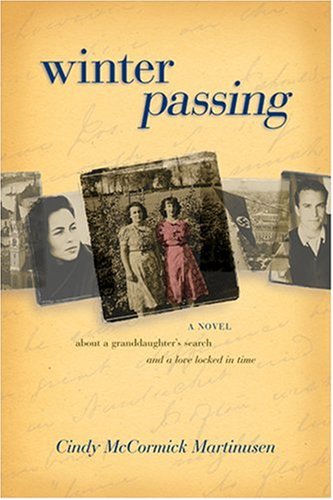 winter
passing
A NOVEL
about a granddaughter's search
and a love locked in time
Cindy McCormick Martinusen